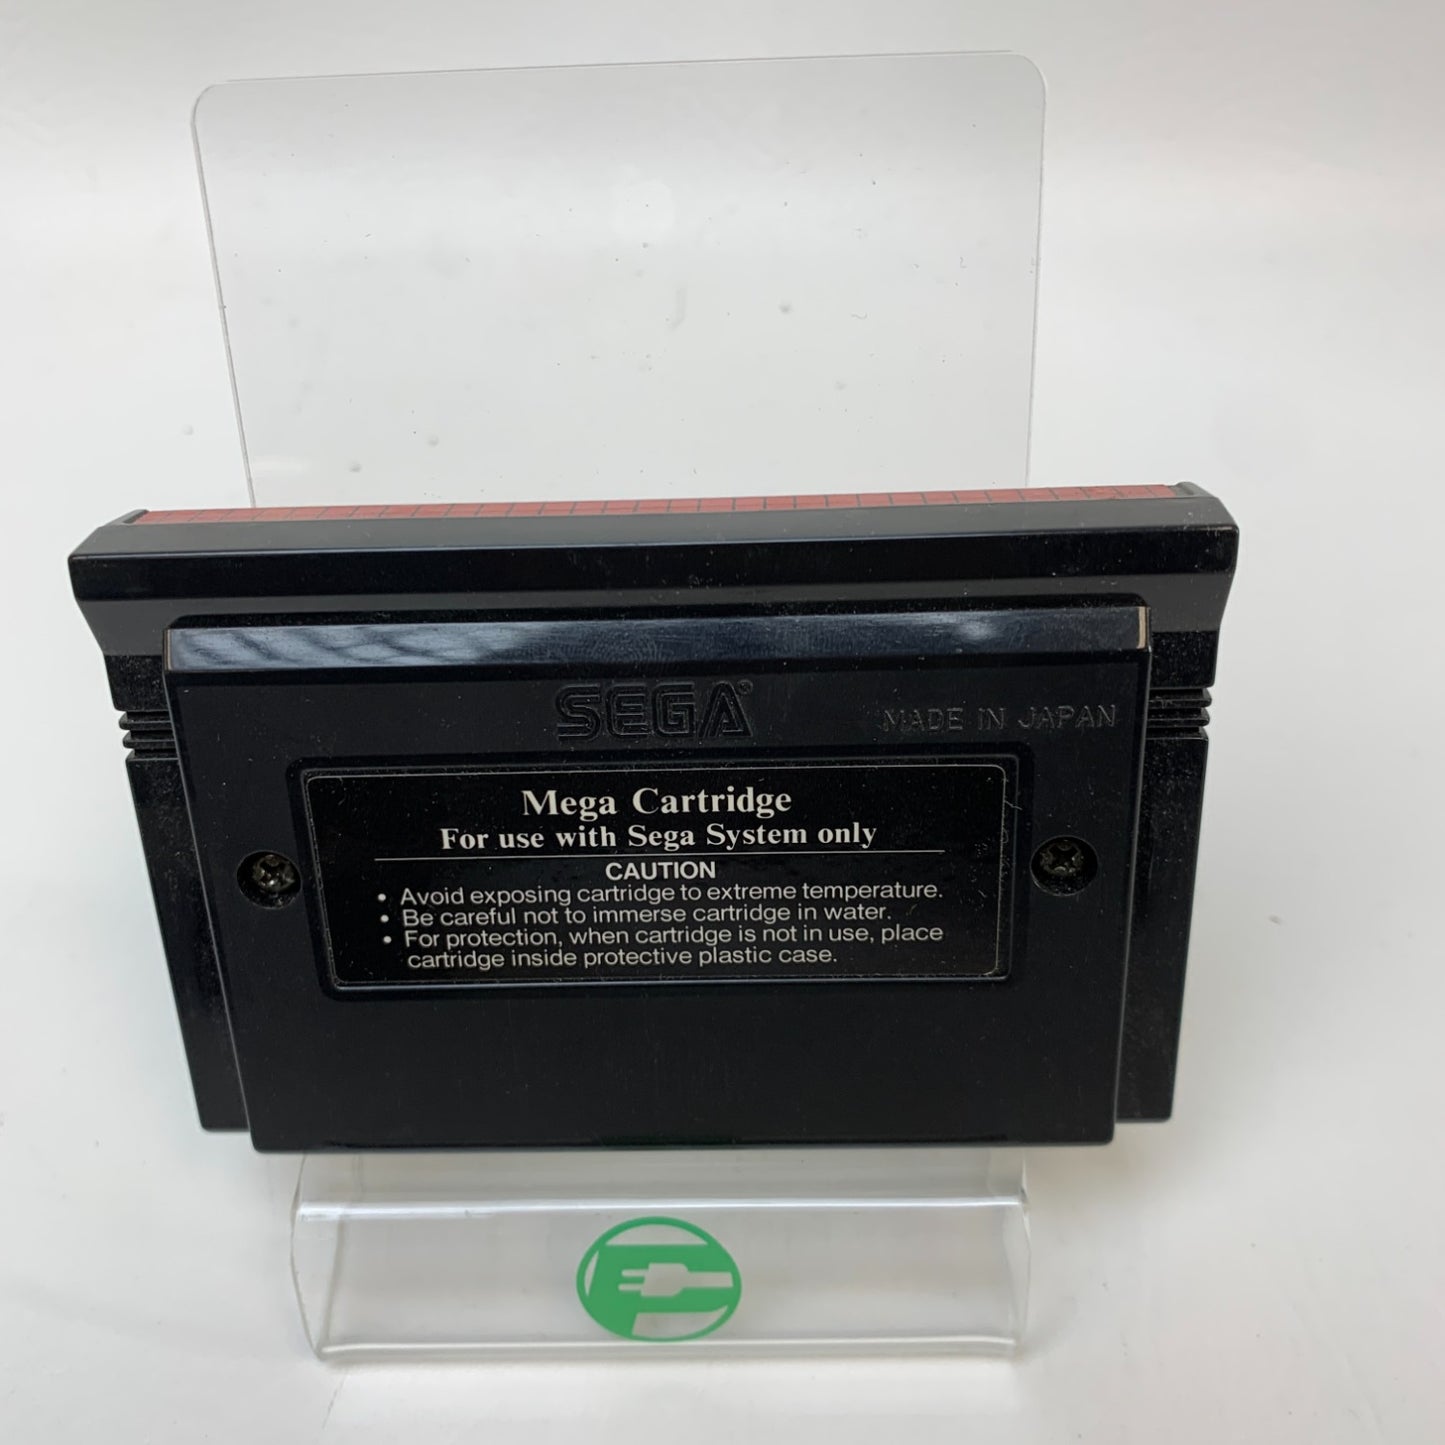 SEGA®
MADE IN JAPAN
Mega Cartridge
For use with Sega System only
CAUTION
• Avoid exposing cartridge to extreme temperature.
• Be careful not to immerse cartridge in water.
• For protection, when cartridge is not in use, place
cartridge inside protective plastic case.